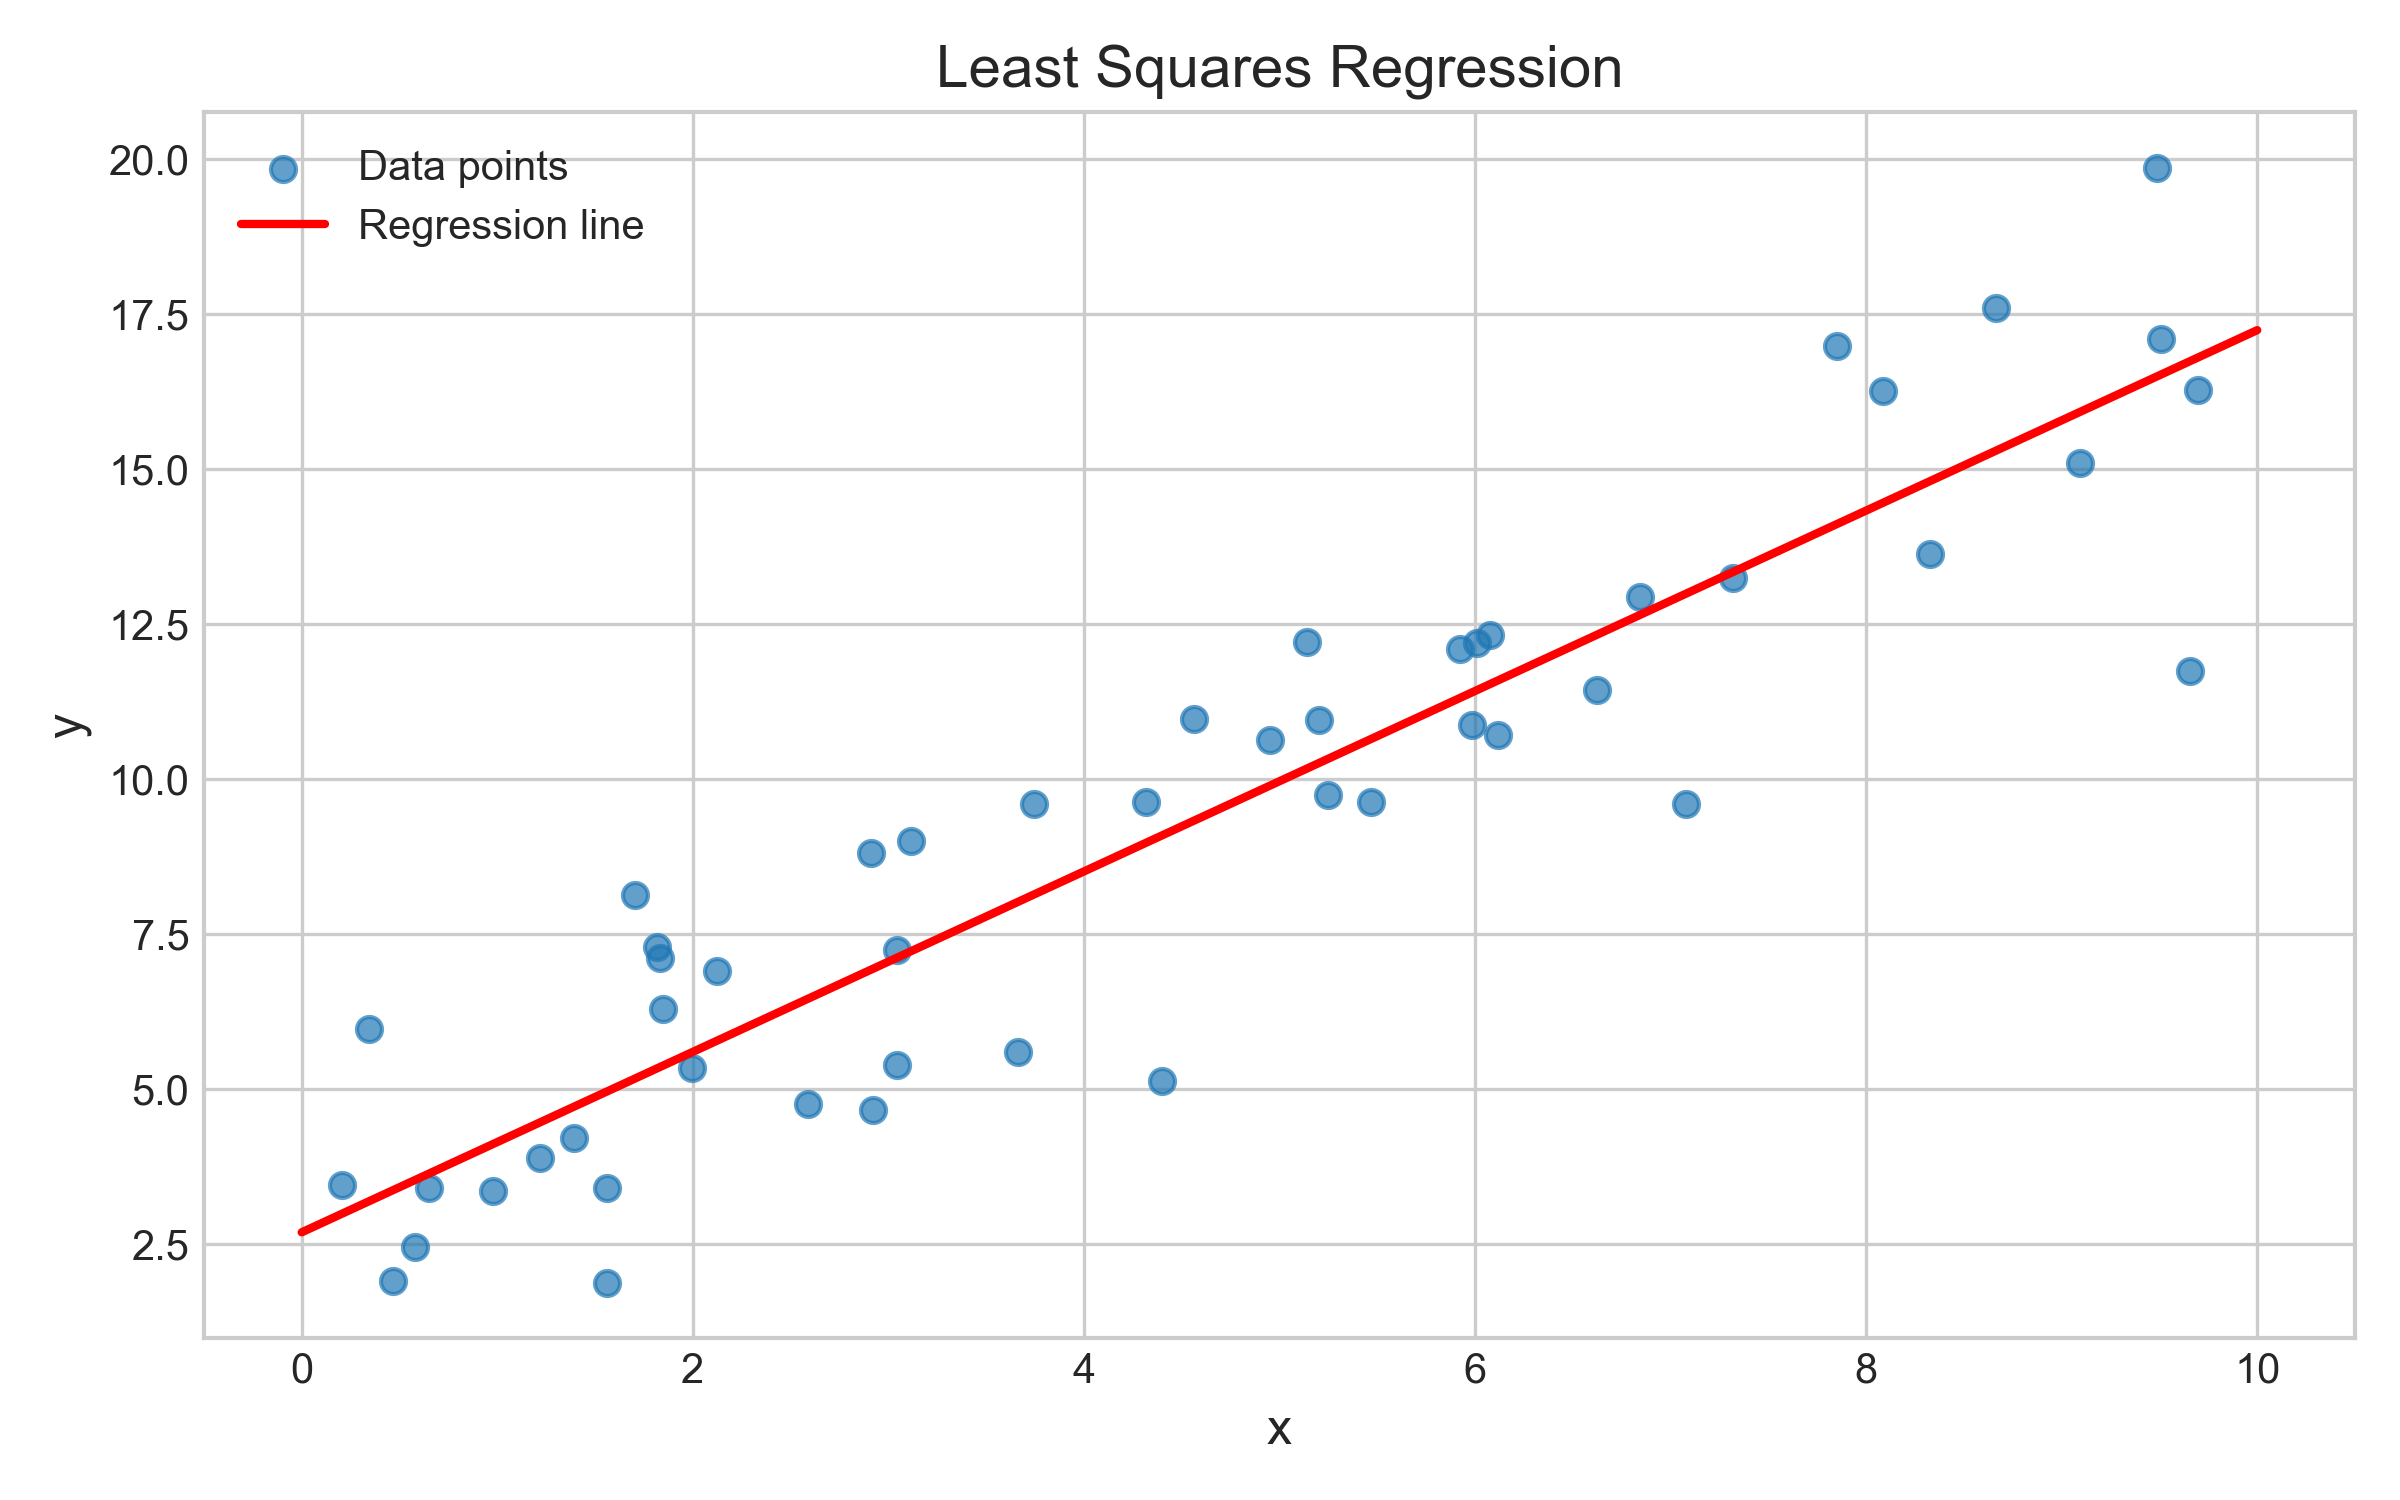 Least Squares Regression
Data points
Regression line
20.0
17.5
15.0
12.5
10.0
7.5
5.0
2.5
y
0 2 4 6 8 10
x